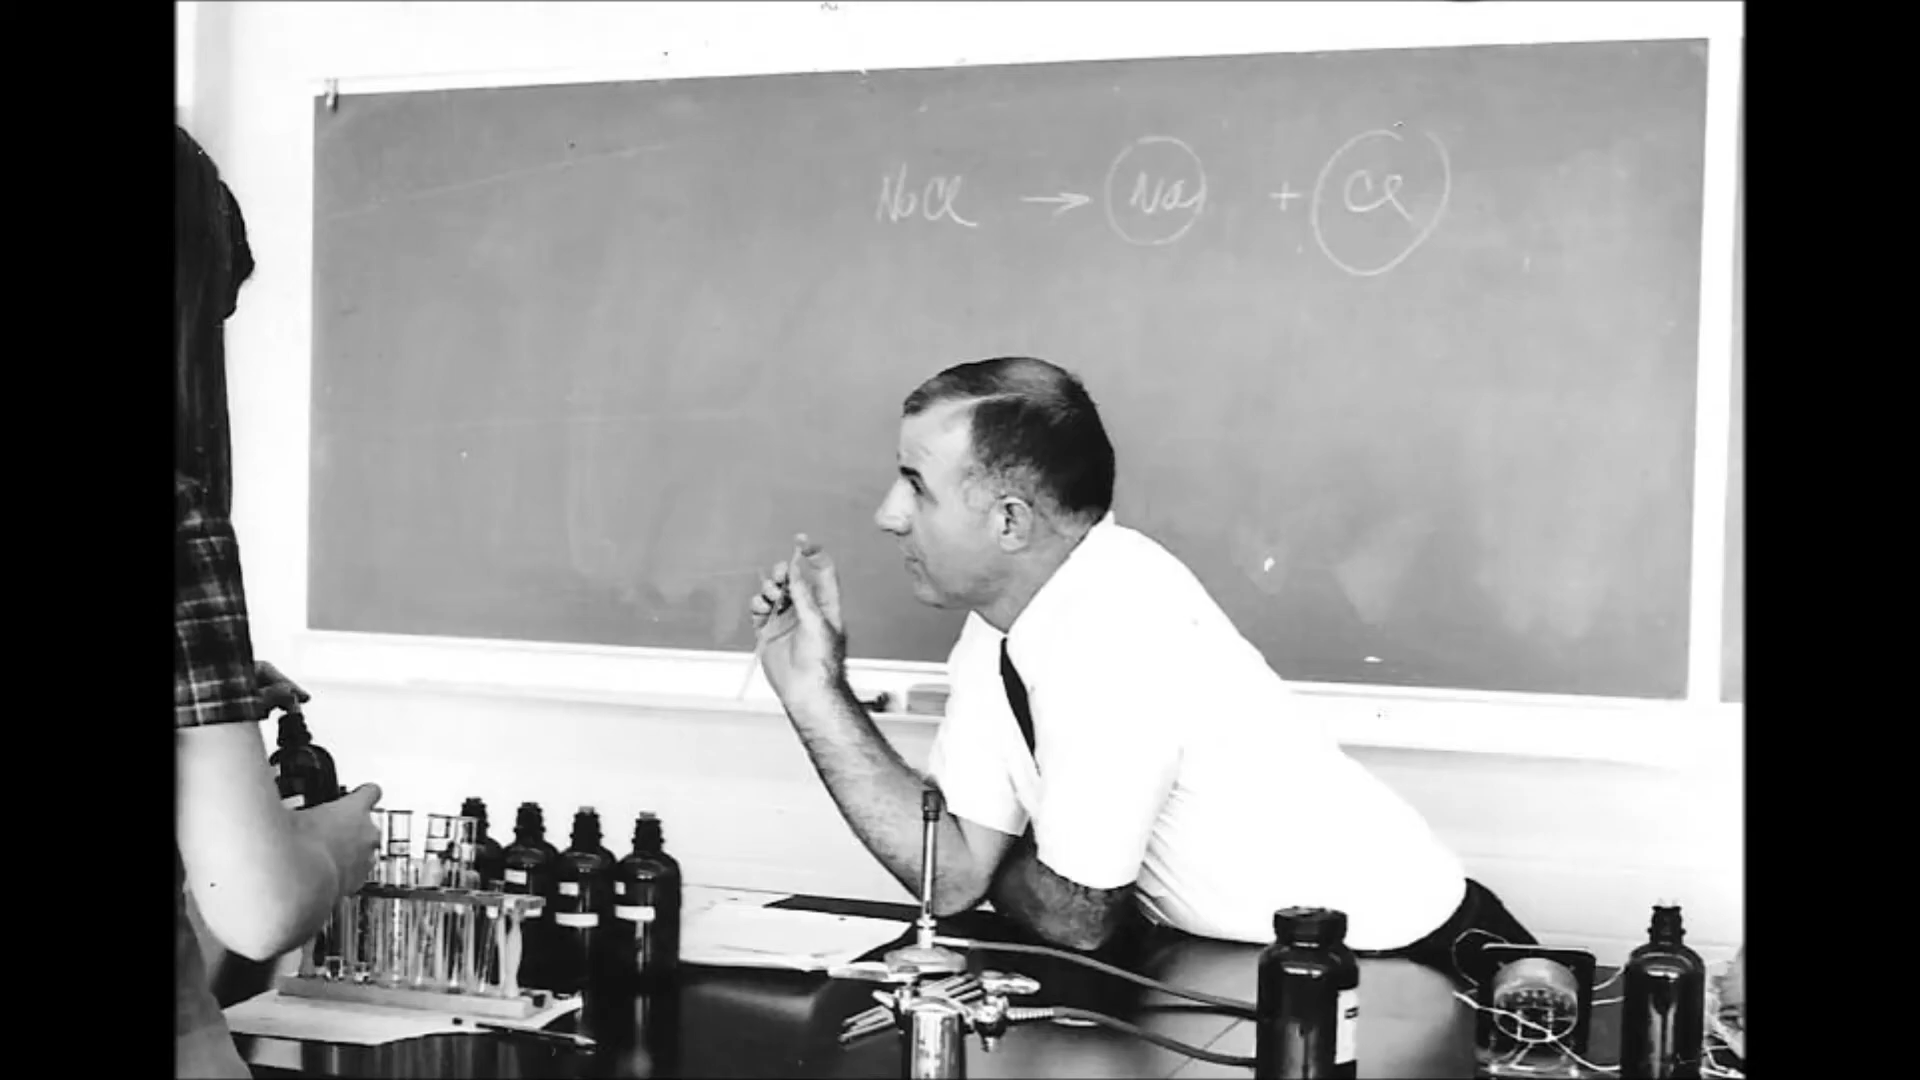 NaCl → Na + Cl